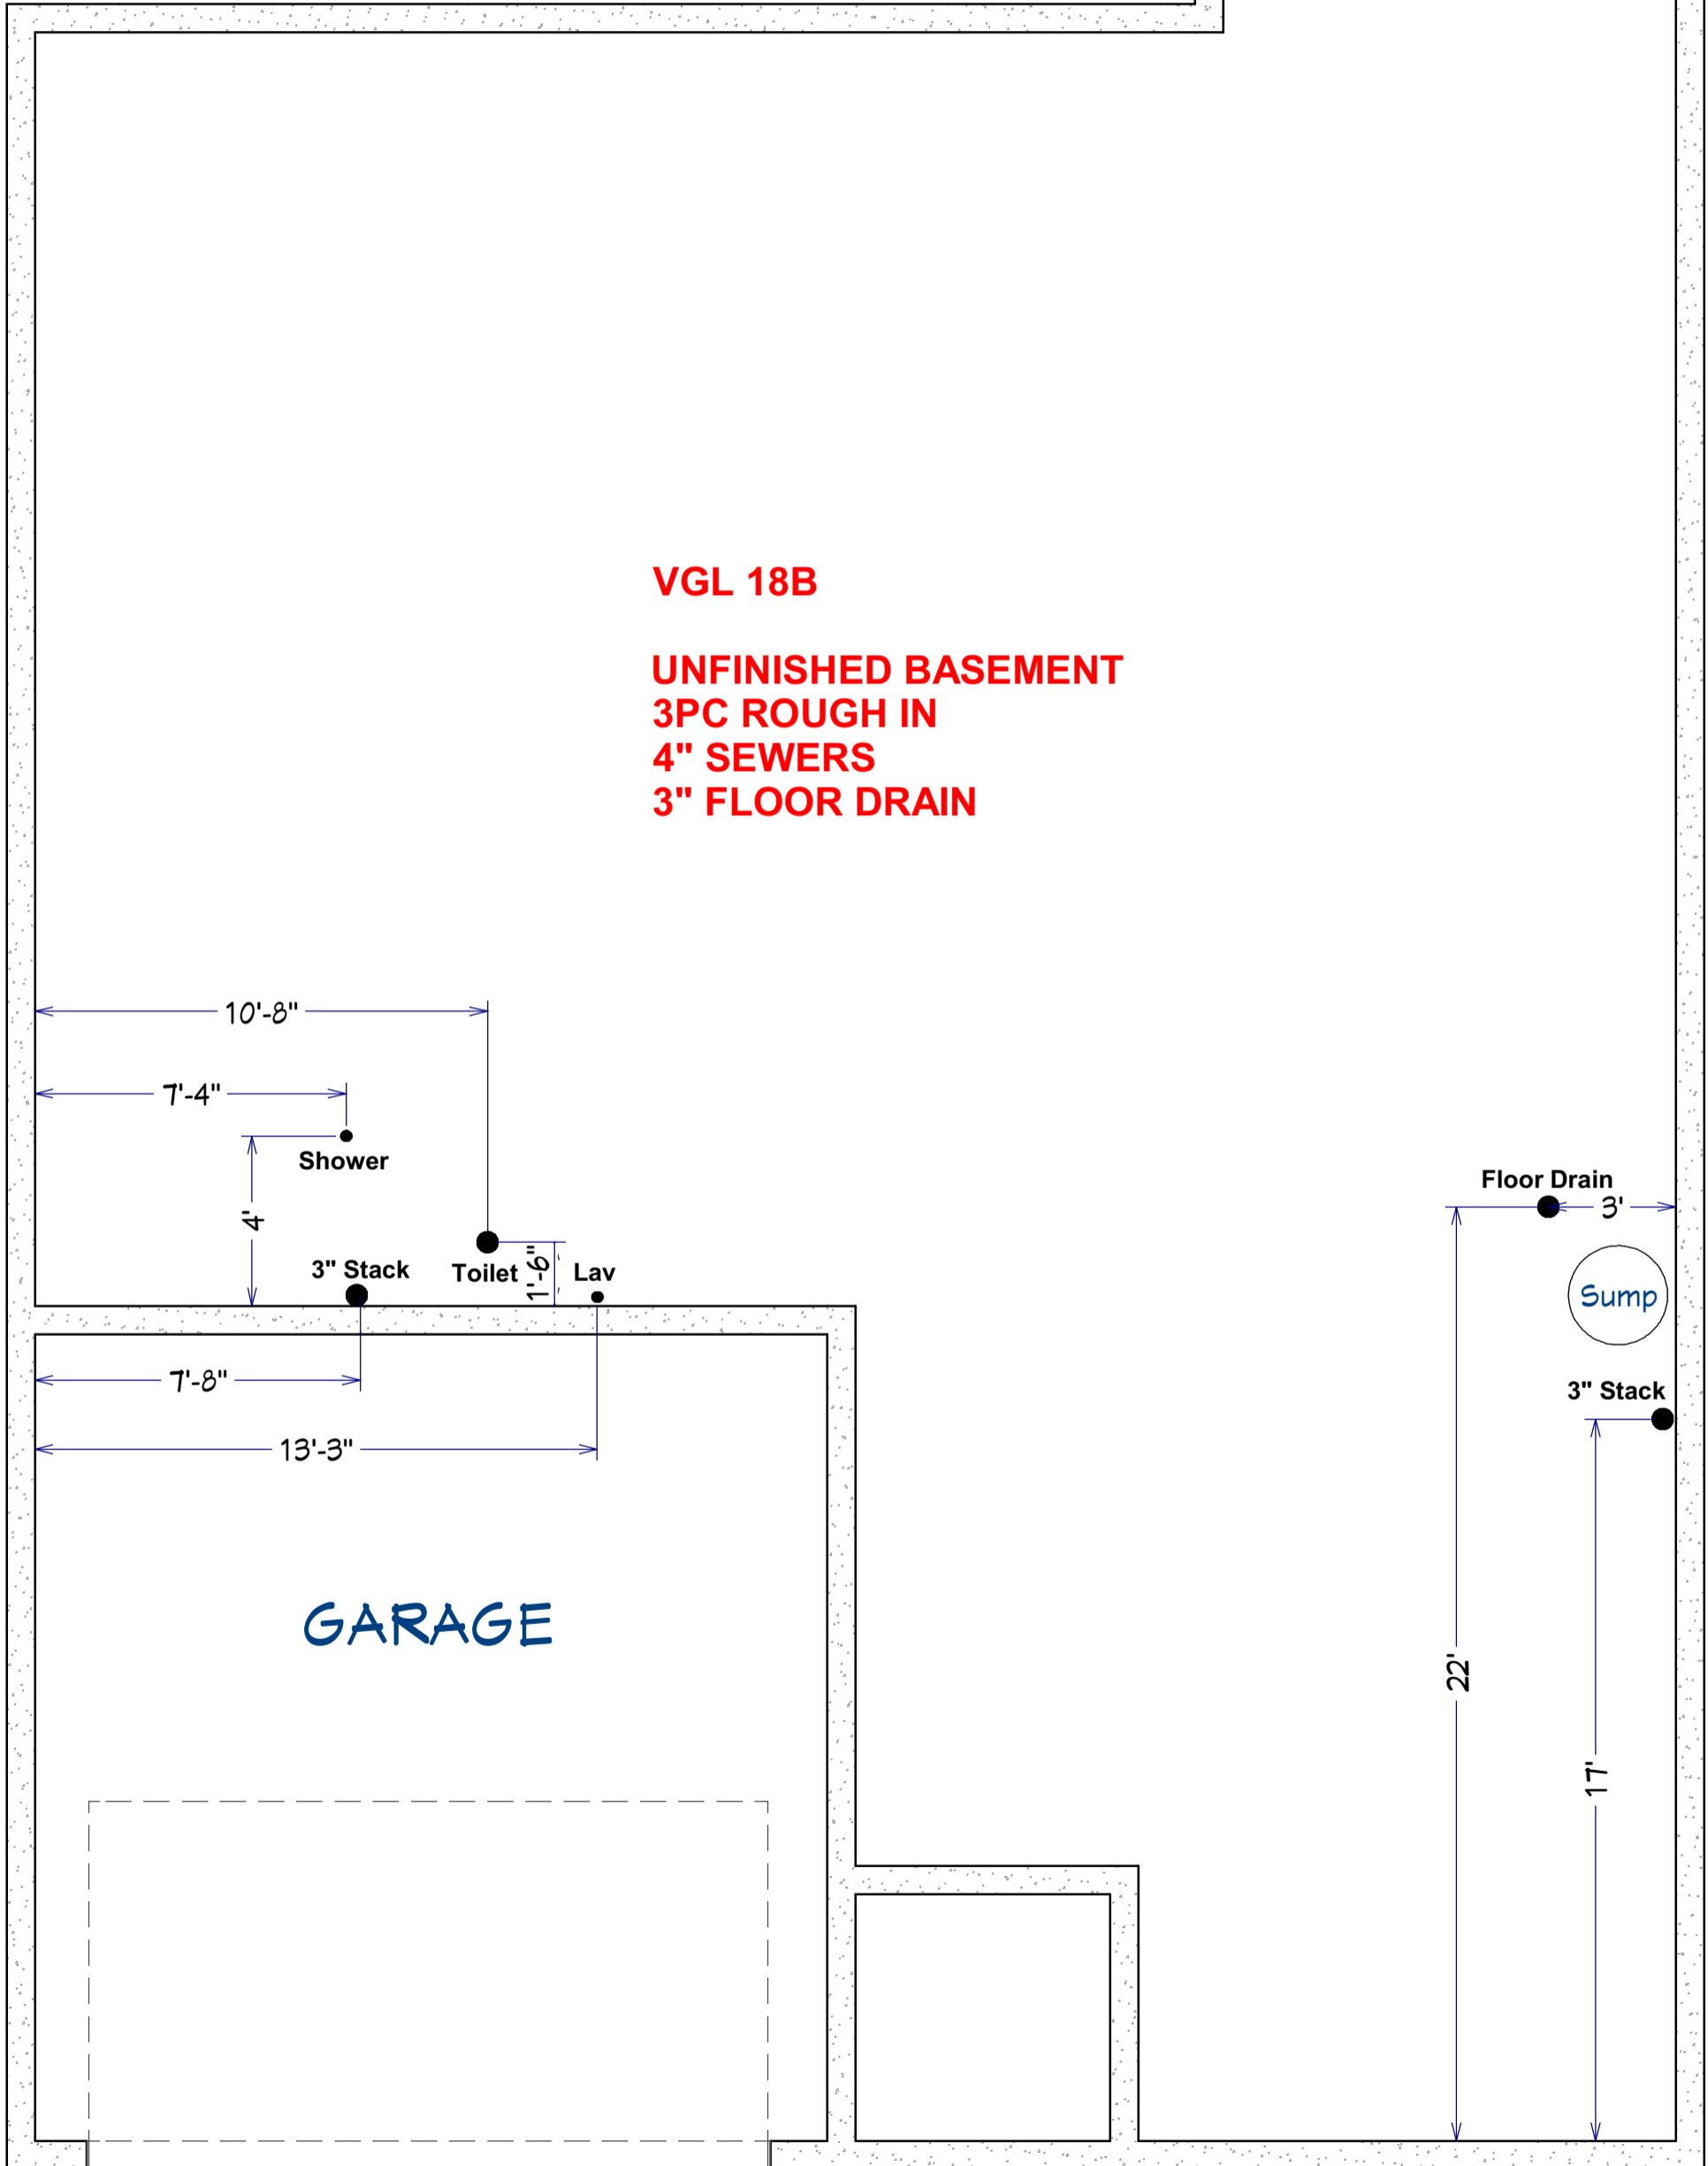 VGL 18B
UNFINISHED BASEMENT
3PC ROUGH IN
4" SEWERS
3" FLOOR DRAIN
10'-8"
7'-4"
Shower
4'
Floor Drain
3'
3" Stack
Toilet
1'-6"
Lav
Sump
7'-8"
3" Stack
13'-3"
GARAGE
22'
17'